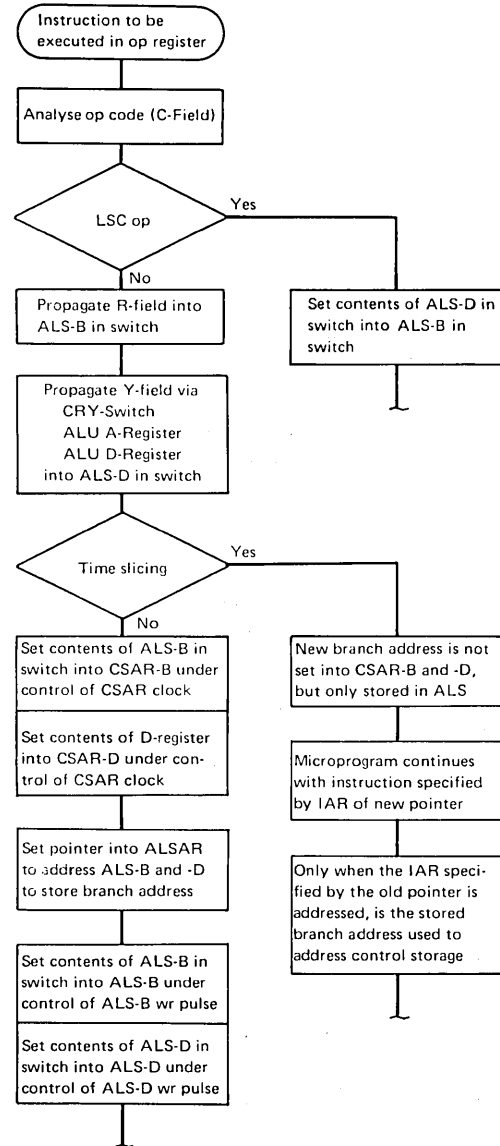 Instruction to be
executed in op register
Analyse op code (C-Field)
LSC op
Yes
No
Propagate R-field into
ALS-B in switch
Set contents of ALS-D in
switch into ALS-B in
switch
Propagate Y-field via
CRY-Switch
ALU A-Register
ALU D-Register
into ALS-D in switch
Time slicing
Yes
No
Set contents of ALS-B in
switch into CSAR-B under
control of CSAR clock
Set contents of D-register
into CSAR-D under con-
trol of CSAR clock
Set pointer into ALSAR
to address ALS-B and -D
to store branch address
Set contents of ALS-B in
switch into ALS-B under
control of ALS-B wr pulse
Set contents of ALS-D in
switch into ALS-D under
control of ALS-D wr pulse
New branch address is not
set into CSAR-B and -D,
but only stored in ALS
Microprogram continues
with instruction specified
by IAR of new pointer
Only when the IAR speci-
fied by the old pointer is
addressed, is the stored
branch address used to
address control storage